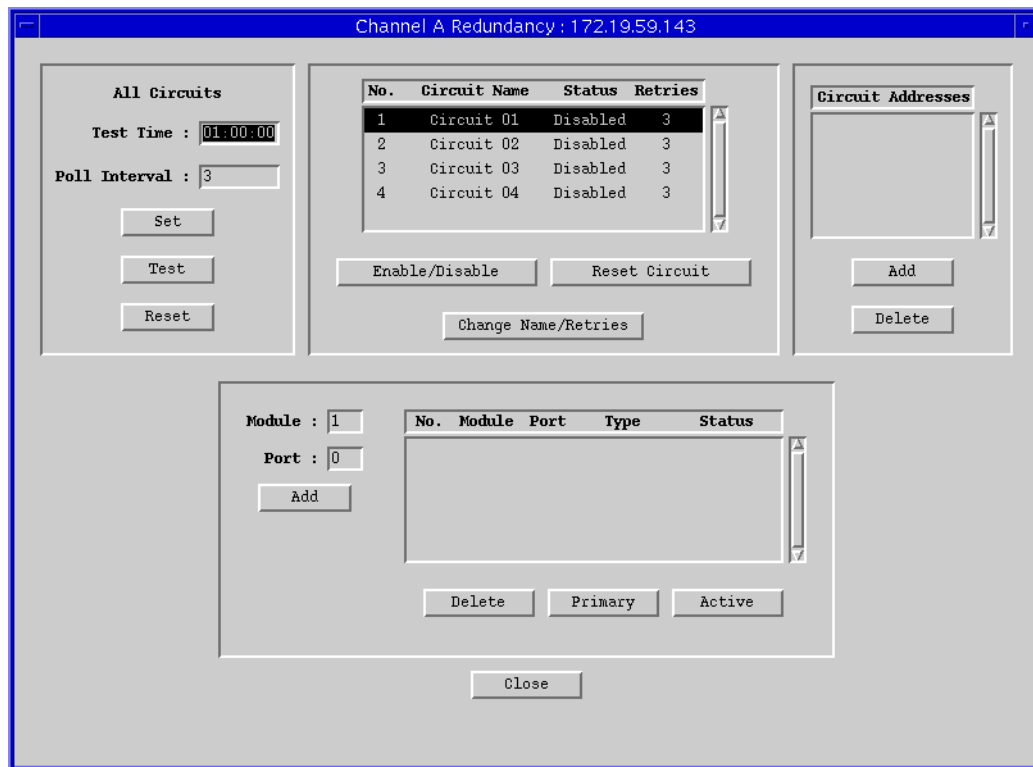 Channel A Redundancy : 172.19.59.143
All Circuits
Test Time : 01:00:00
Poll Interval : 3
Set
Test
Reset
No. Circuit Name Status Retries
1 Circuit 01 Disabled 3
2 Circuit 02 Disabled 3
3 Circuit 03 Disabled 3
4 Circuit 04 Disabled 3
Enable/Disable
Reset Circuit
Change Name/Retries
Circuit Addresses
Add
Delete
Module : 1
Port : 0
Add
No. Module Port Type Status
Delete
Primary
Active
Close